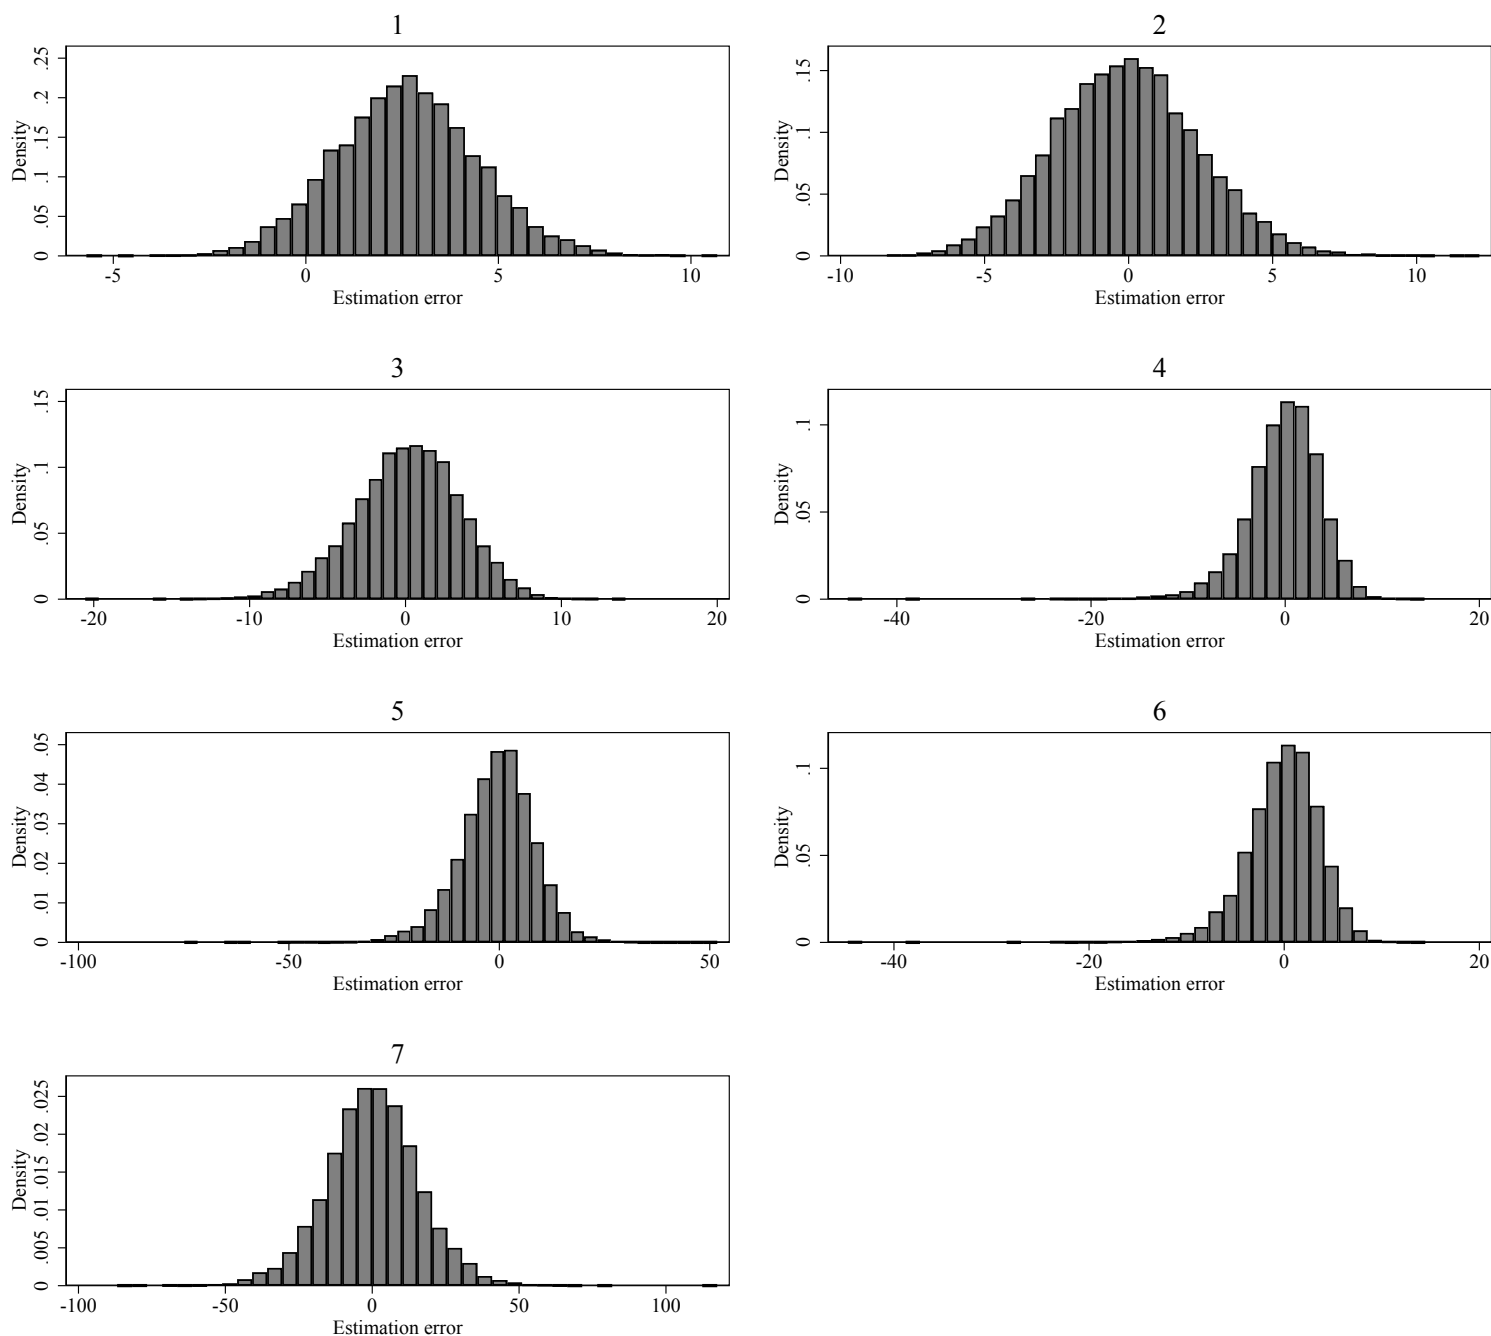 1
Density
0 .05 .1 .15 .2 .25
-5 0 5 10
Estimation error
2
Density
0 .05 .1 .15
-10 -5 0 5 10
Estimation error
3
Density
0 .05 .1 .15
-20 -10 0 10 20
Estimation error
4
Density
0 .05 .1
-40 -20 0 20
Estimation error
5
Density
0 .01 .02 .03 .04 .05
-100 -50 0 50
Estimation error
6
Density
0 .05 .1
-40 -20 0 20
Estimation error
7
Density
0 .005 .01 .015 .02 .025
-100 -50 0 50 100
Estimation error